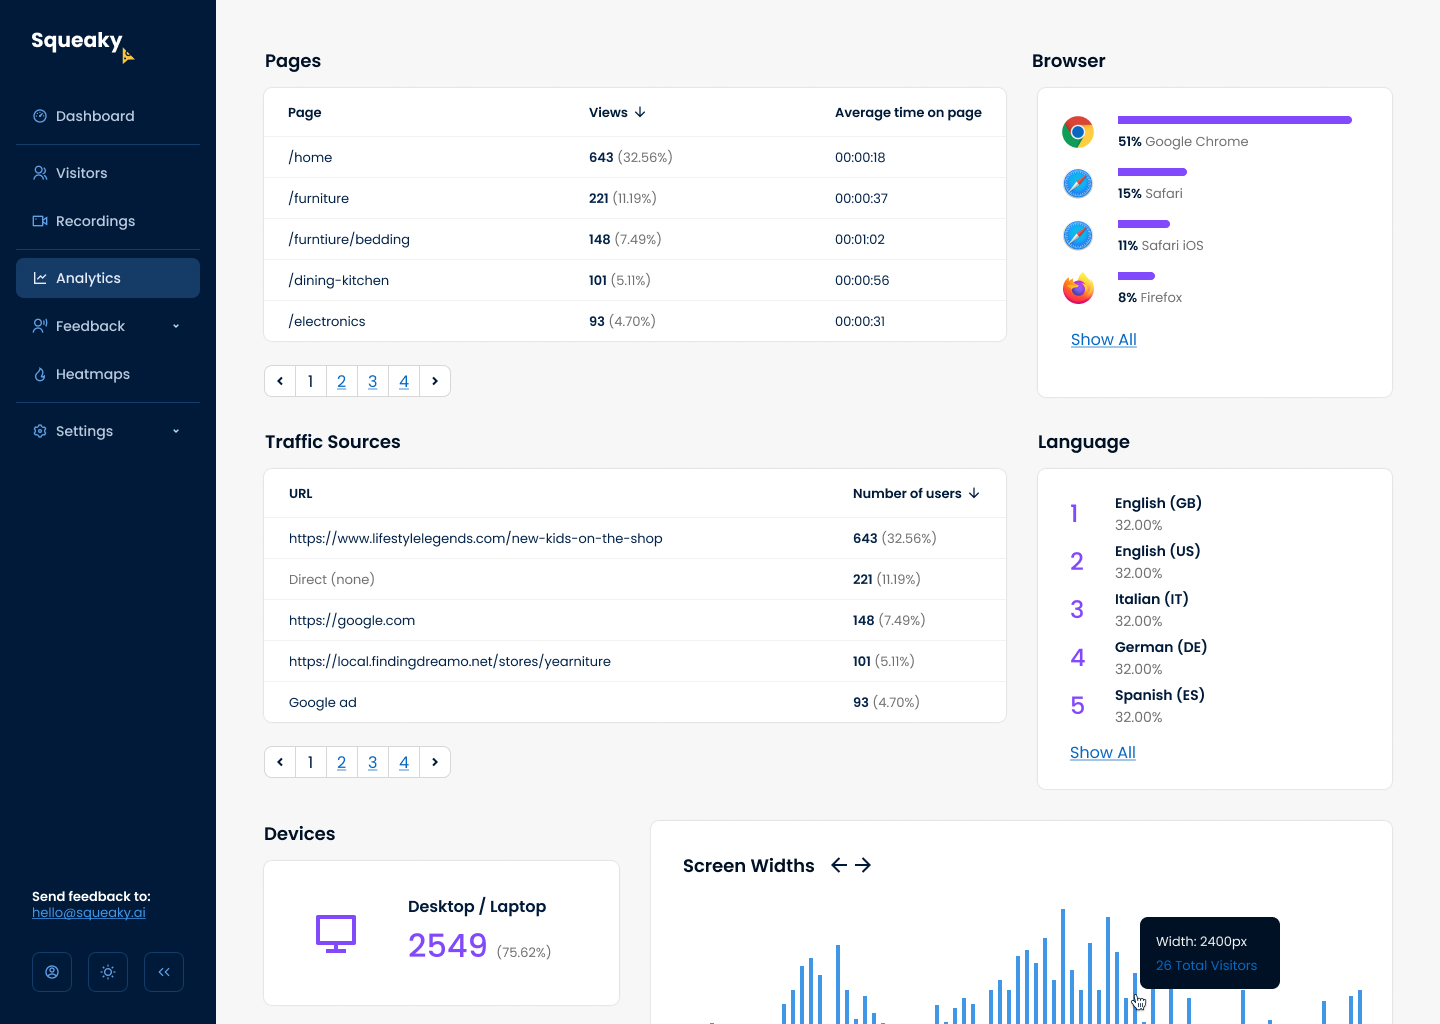 Squeaky
Dashboard
Visitors
Recordings
Analytics
Feedback
Heatmaps
Settings
Send feedback to:
hello@squeaky.ai
Pages
Page Views Average time on page
/home 643 (32.56%) 00:00:18
/furniture 221 (11.19%) 00:00:37
/furntiure/bedding 148 (7.49%) 00:01:02
/dining-kitchen 101 (5.11%) 00:00:56
/electronics 93 (4.70%) 00:00:31
1 2 3 4
Browser
51% Google Chrome
15% Safari
11% Safari iOS
8% Firefox
Show All
Traffic Sources
URL Number of users
https://www.lifestylelegends.com/new-kids-on-the-shop 643 (32.56%)
Direct (none) 221 (11.19%)
https://google.com 148 (7.49%)
https://local.findingdreamo.net/stores/yearniture 101 (5.11%)
Google ad 93 (4.70%)
1 2 3 4
Language
1 English (GB)
32.00%
2 English (US)
32.00%
3 Italian (IT)
32.00%
4 German (DE)
32.00%
5 Spanish (ES)
32.00%
Show All
Devices
Desktop / Laptop
2549 (75.62%)
Screen Widths
Width: 2400px
26 Total Visitors